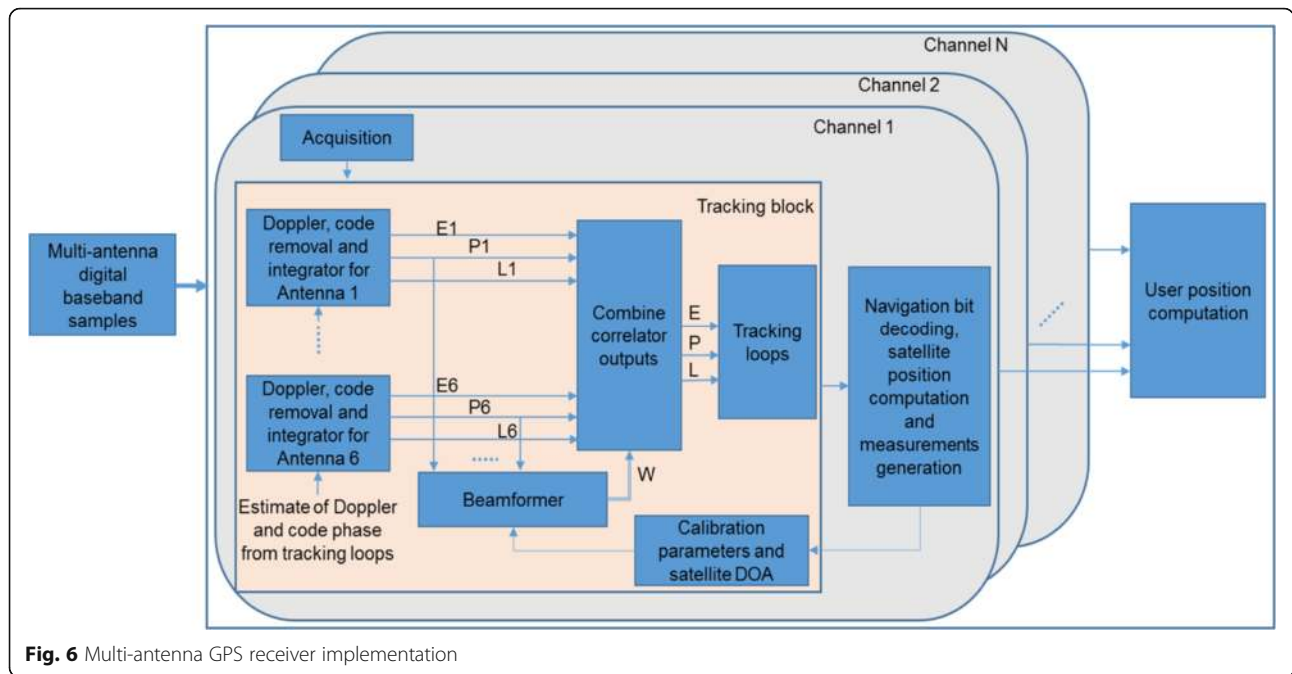 Channel N
Channel 2
Channel 1
Acquisition
Tracking block
Multi-antenna
digital
baseband
samples
Doppler, code
removal and
integrator for
Antenna 1
E1
P1
L1
Doppler, code
removal and
integrator for
Antenna 6
E6
P6
L6
Combine
correlator
outputs
E
P
L
Tracking
loops
Navigation bit
decoding,
satellite
position
computation
and
measurements
generation
User position
computation
W
Beamformer
Estimate of Doppler
and code phase
from tracking loops
Calibration
parameters and
satellite DOA
Fig. 6 Multi-antenna GPS receiver implementation